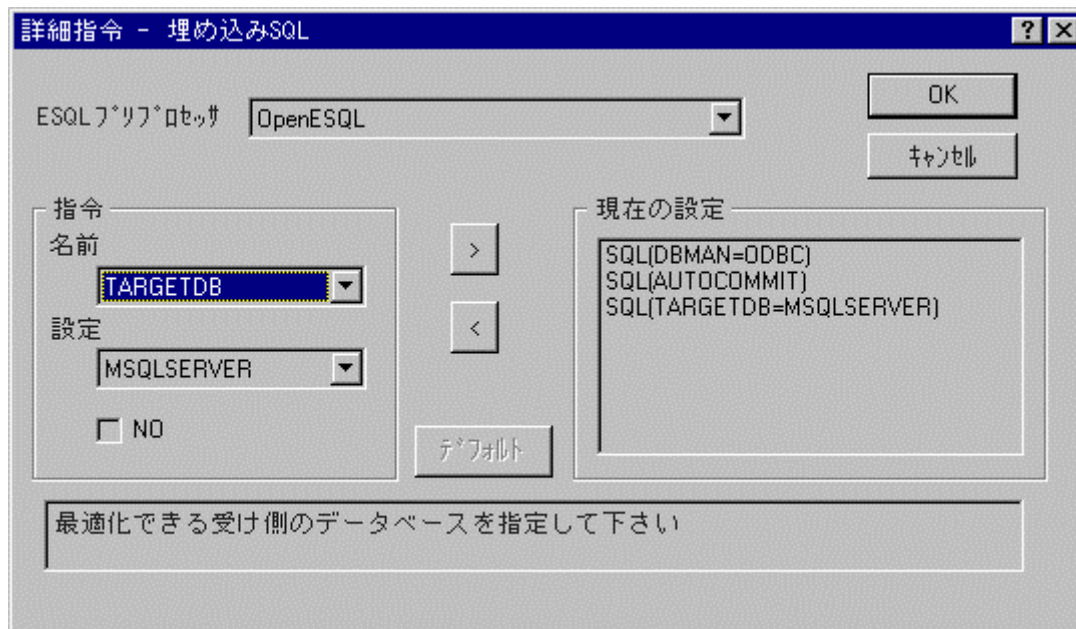 詳細指令 - 埋め込みSQL
ESQLﾌﾟﾘﾌﾟﾛｾｯｻ
OpenESQL
OK
ｷｬﾝｾﾙ
指令
名前
TARGETDB
設定
MSQLSERVER
NO
>
<
ﾃﾞﾌｫﾙﾄ
現在の設定
SQL(DBMAN=ODBC)
SQL(AUTOCOMMIT)
SQL(TARGETDB=MSQLSERVER)
最適化できる受け側のデータベースを指定して下さい